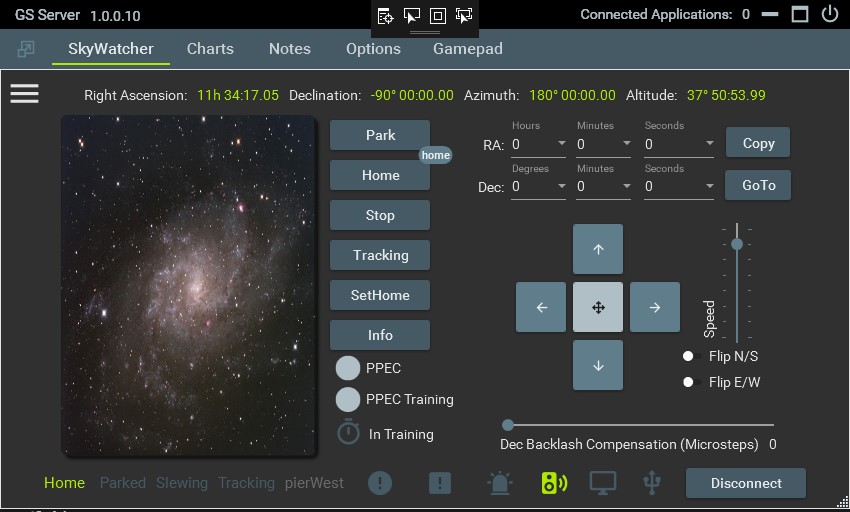 GS Server 1.0.0.10
Connected Applications: 0
SkyWatcher Charts Notes Options Gamepad
Right Ascension: 11h 34:17.05 Declination: -90° 00:00.00 Azimuth: 180° 00:00.00 Altitude: 37° 50:53.99
Park
home
Home
Stop
Tracking
SetHome
Info
PPEC
PPEC Training
In Training
Hours Minutes Seconds
RA: 0 0 0 Copy
Degrees Minutes Seconds
Dec: 0 0 0 GoTo
Speed
Flip N/S
Flip E/W
Dec Backlash Compensation (Microsteps) 0
Home Parked Slewing Tracking pierWest
Disconnect